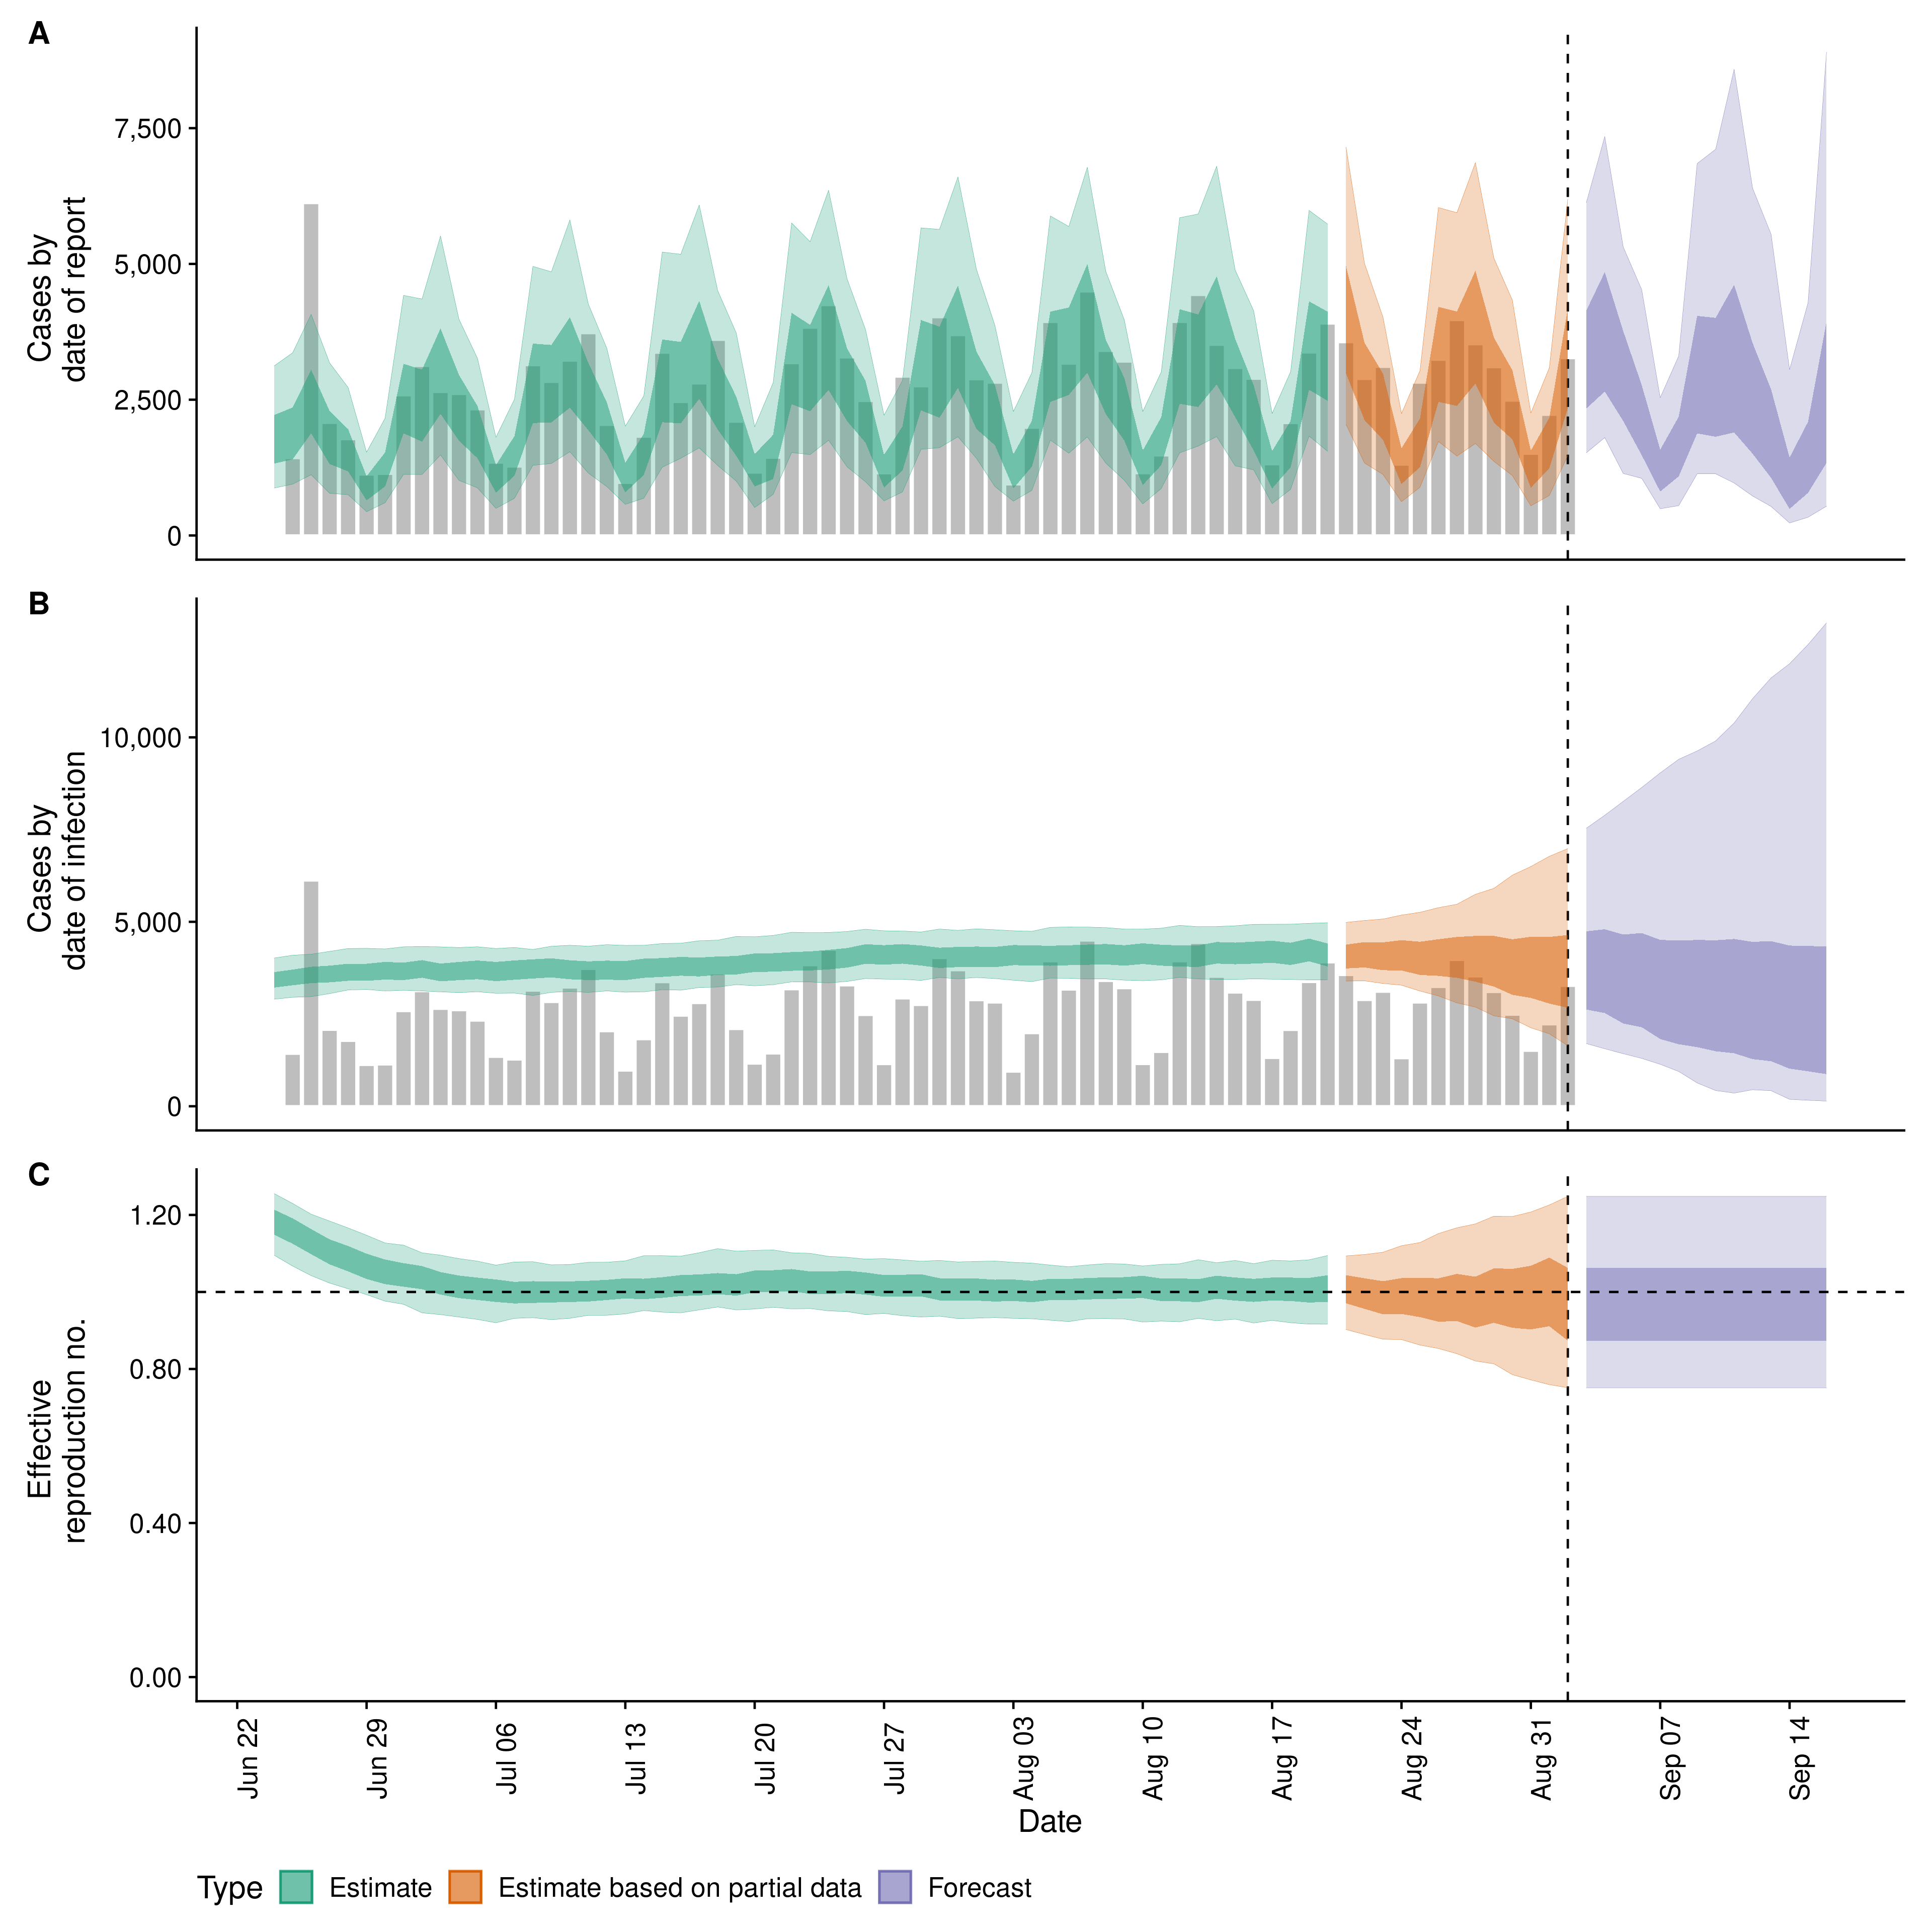 A
Cases by
date of report
7,500
5,000
2,500
0
B
Cases by
date of infection
10,000
5,000
0
C
Effective
reproduction no.
1.20
0.80
0.40
0.00
Jun 22
Jun 29
Jul 06
Jul 13
Jul 20
Jul 27
Aug 03
Aug 10
Aug 17
Aug 24
Aug 31
Sep 07
Sep 14
Date
Type Estimate Estimate based on partial data Forecast